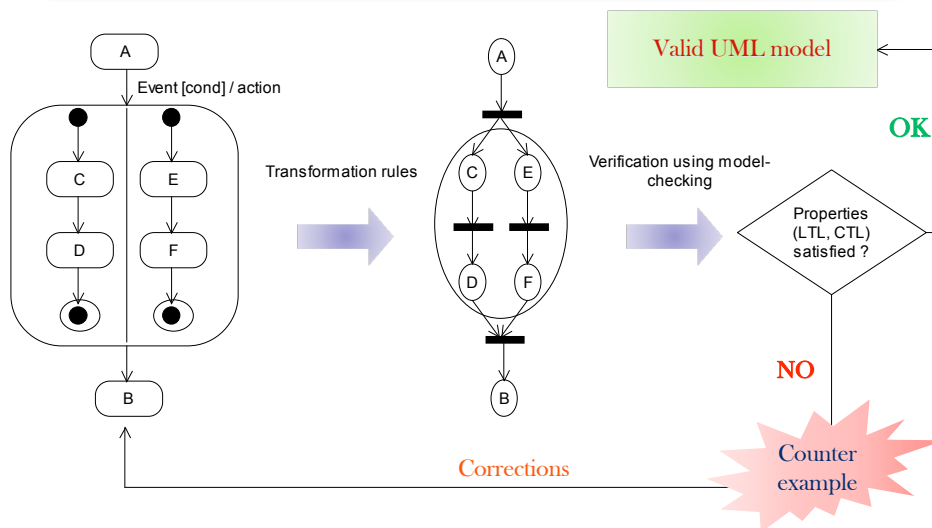 A
Event [cond] / action
C
E
D
F
B
Transformation rules
A
C
E
D
F
B
Verification using model-
checking
Valid UML model
OK
Properties
(LTL, CTL)
satisfied ?
NO
Counter
example
Corrections